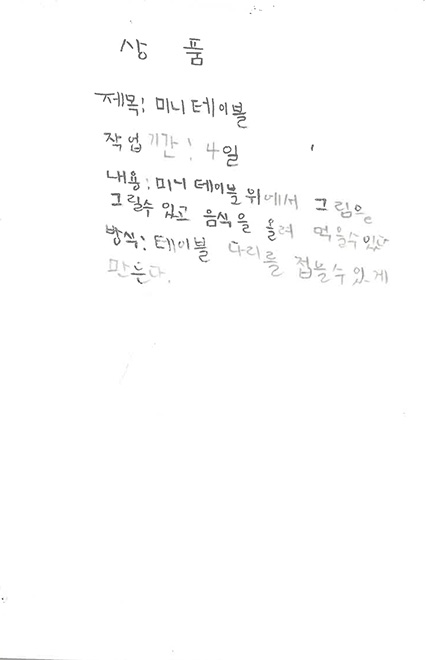 상 품
제목: 미니 테이블
작업기간: 4일
내용: 미니 테이블 위에서 그림을
그릴수 있고 음식을 올려 먹을수있다
방식: 테이블 다리를 접을수있게
만든다.